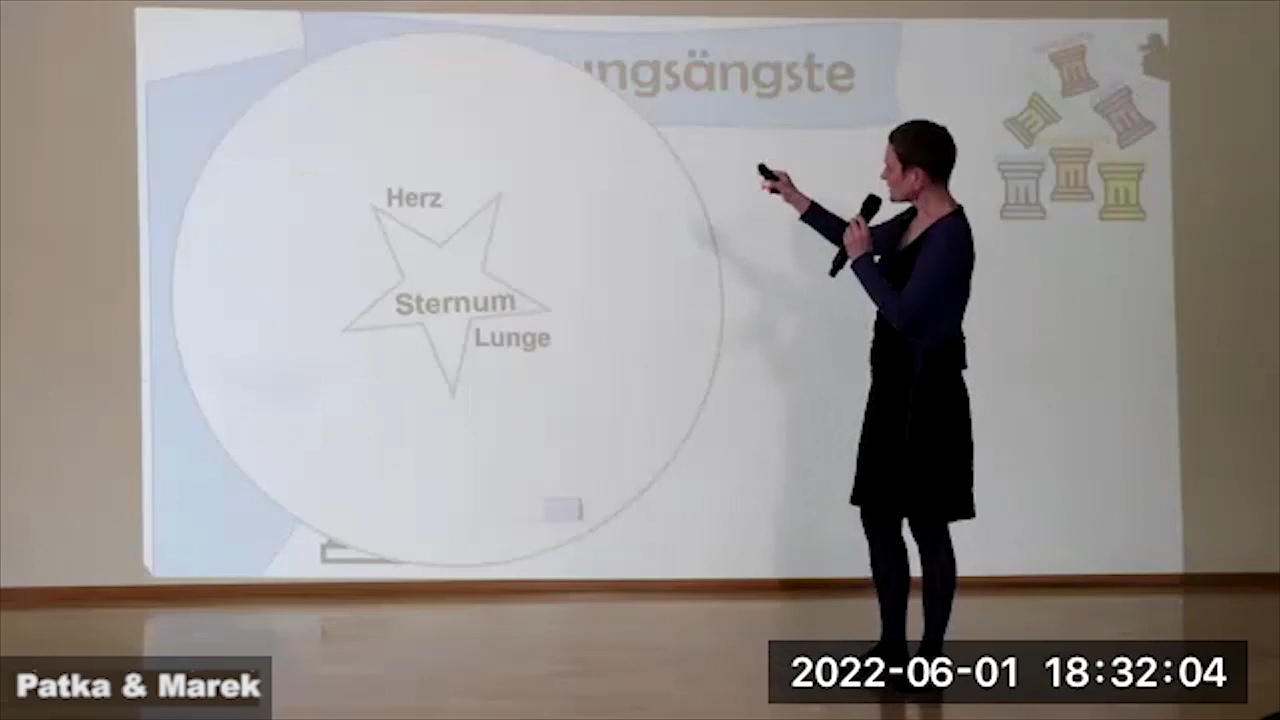 ungsängste
Herz
Sternum
Lunge
Patka & Marek
2022-06-01 18:32:04